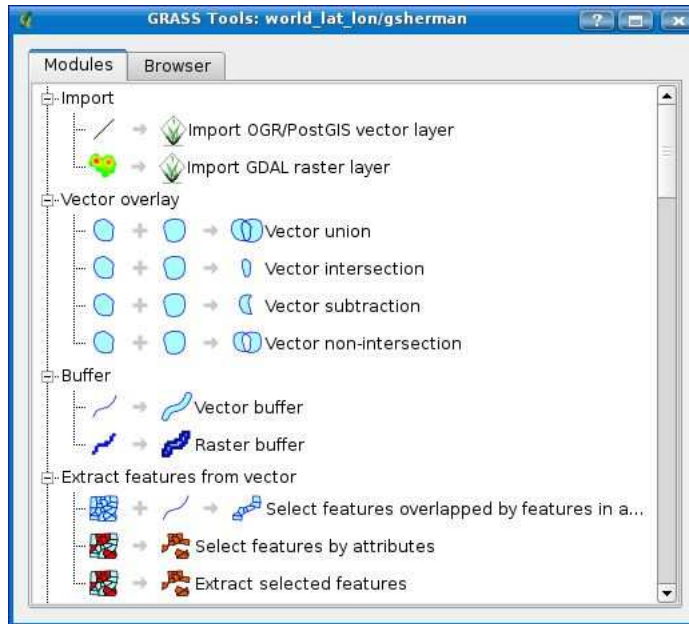 GRASS Tools: world_lat_lon/gsherman
Modules Browser
Import
Import OGR/PostGIS vector layer
Import GDAL raster layer
Vector overlay
Vector union
Vector intersection
Vector subtraction
Vector non-intersection
Buffer
Vector buffer
Raster buffer
Extract features from vector
Select features overlapped by features in a...
Select features by attributes
Extract selected features